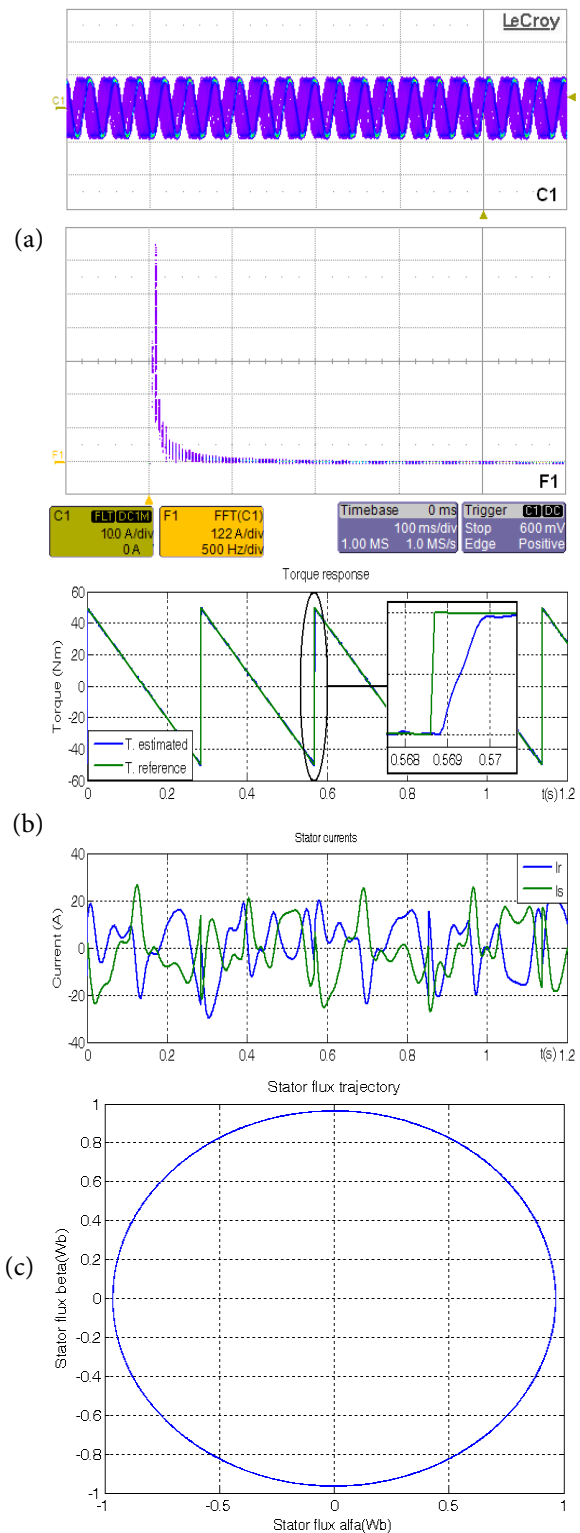 LeCroy
C1
C1
(a)
F1
F1
C1 FLT DC1M
10.0 A/div
0 A
F1 FFT(C1)
122 A/div
500 Hz/div
Timebase 0 ms
100 ms/div
1.00 MS 1.0 MS/s
Trigger C1 DC
Stop 600 mV
Edge Positive
Torque response
Torque (Nm)
60
40
20
0
-20
-40
-60
T. estimated
T. reference
0.568 0.569 0.57
0 0.2 0.4 0.6 0.8 1 t(s) 1.2
(b)
Stator currents
Current (A)
40
20
0
-20
-40
Ir
Is
0 0.2 0.4 0.6 0.8 1 t(s) 1.2
Stator flux trajectory
(c)
Stator flux beta(Wb)
1
0.8
0.6
0.4
0.2
0
-0.2
-0.4
-0.6
-0.8
-1
-1 -0.5 0 0.5 1
Stator flux alfa(Wb)